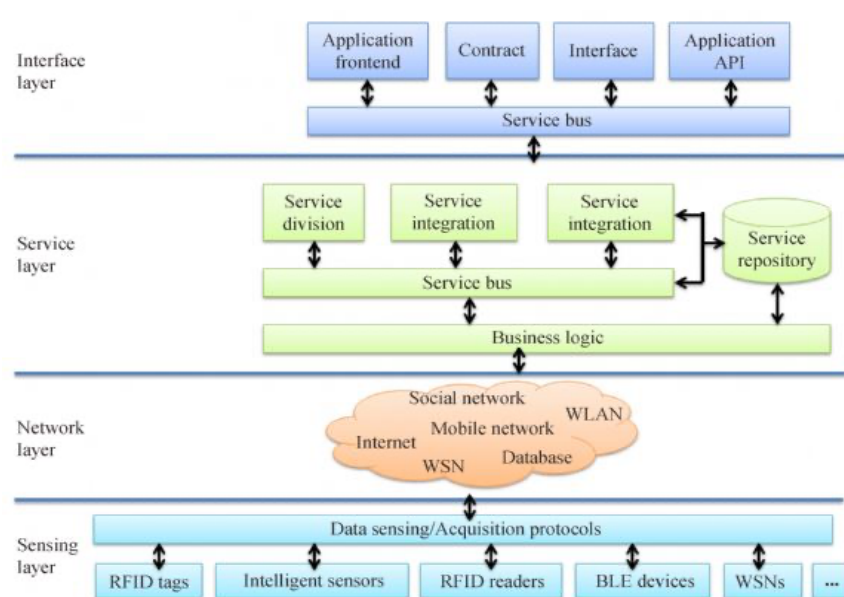 Interface
layer
Application
frontend
Contract
Interface
Application
API
Service bus
Service
layer
Service
division
Service
integration
Service
integration
Service
repository
Service bus
Business logic
Network
layer
Social network
WLAN
Mobile network
Internet
Database
WSN
Sensing
layer
Data sensing/Acquisition protocols
RFID tags
Intelligent sensors
RFID readers
BLE devices
WSNs
...